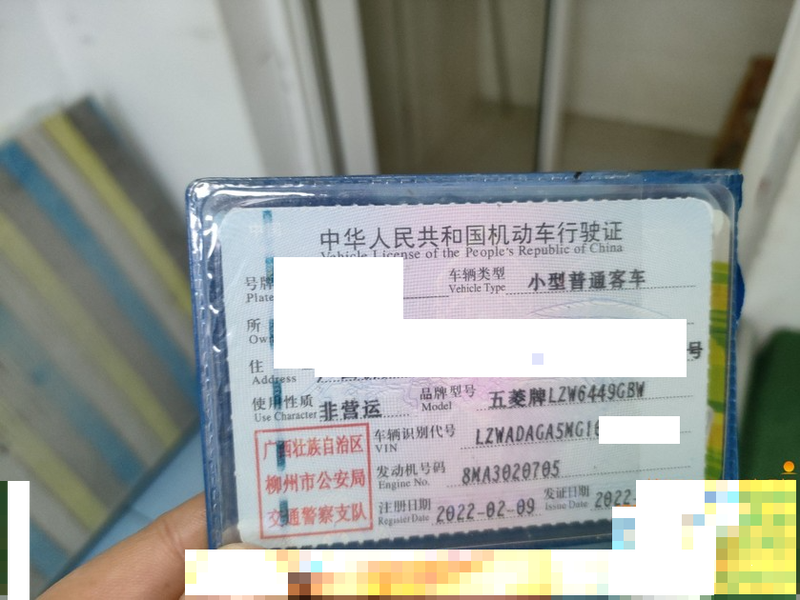 中华人民共和国机动车行驶证
Vehicle License of the People's Republic of China
号牌
Plate
车辆类型
Vehicle Type
小型普通客车
所
Own
号
住
Address
使用性质
Use Character
非营运
品牌型号
Model
五菱牌LZW6449GBW
广西壮族自治区
柳州市公安局
交通警察支队
车辆识别代号
VIN
LZWADAGA5MG1
发动机号码
Engine No.
8MA3020705
注册日期
Register Date
2022-02-09
发证日期
Issue Date
2022-